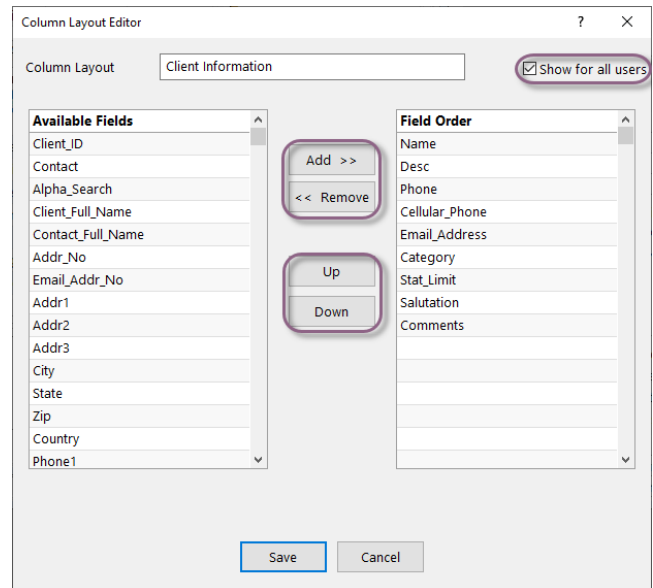 Column Layout Editor ? ×
Column Layout Client Information Show for all users
Available Fields
Client_ID
Contact
Alpha_Search
Client_Full_Name
Contact_Full_Name
Addr_No
Email_Addr_No
Addr1
Addr2
Addr3
City
State
Zip
Country
Phone1
Add >>
<< Remove
Up
Down
Field Order
Name
Desc
Phone
Cellular_Phone
Email_Address
Category
Stat_Limit
Salutation
Comments
Save Cancel